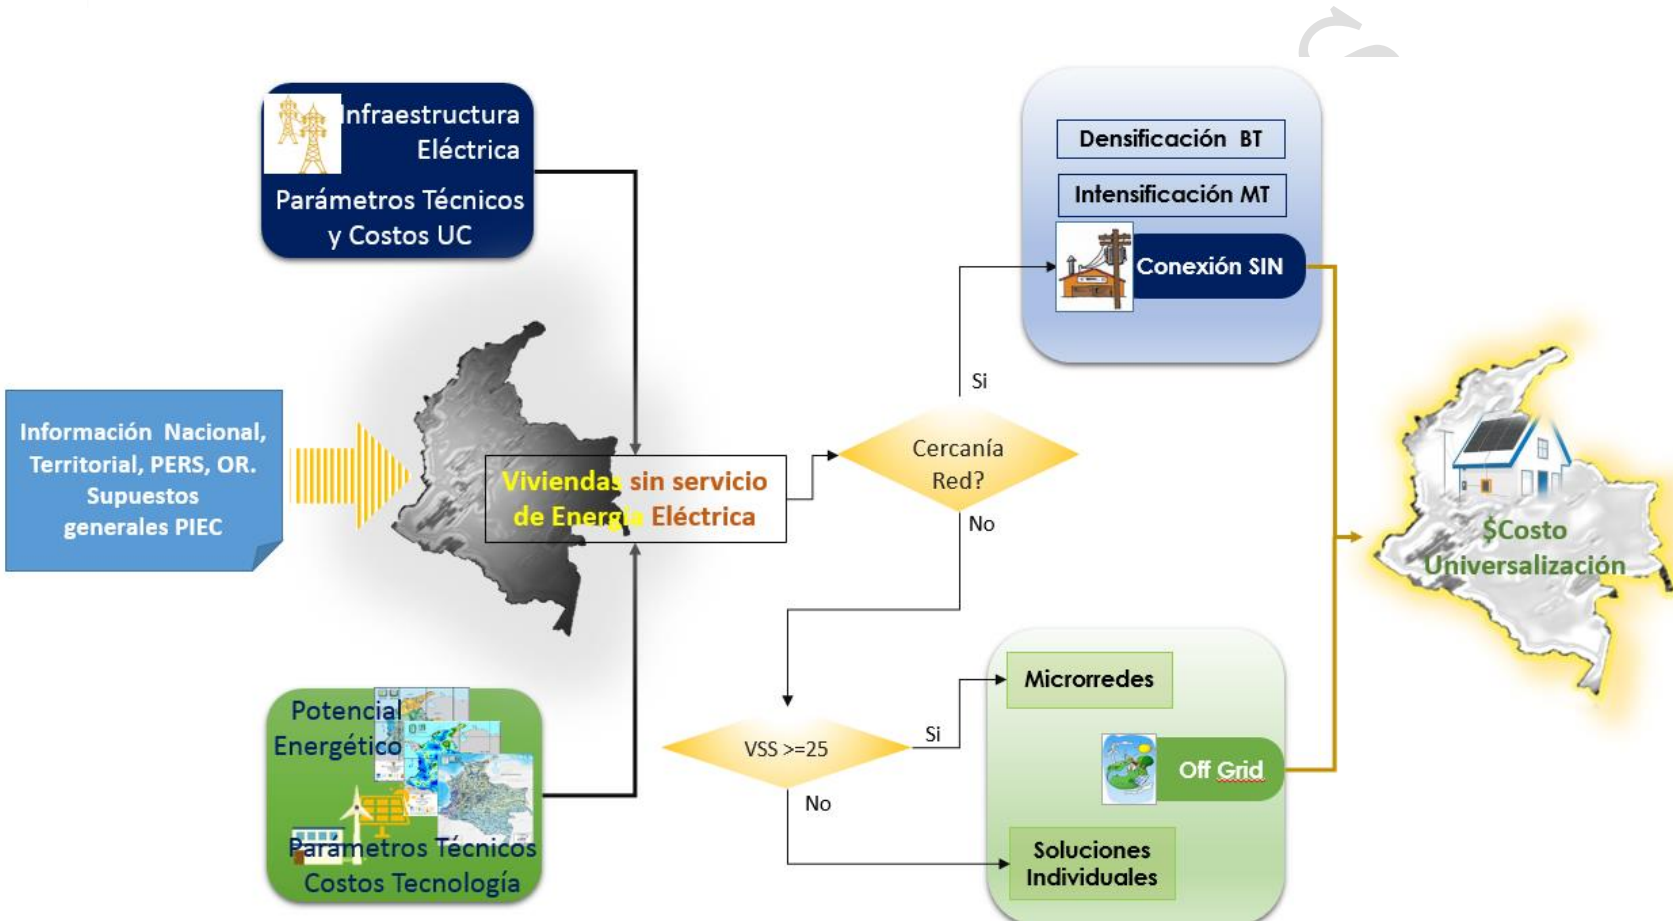 Infraestructura
Eléctrica
Parámetros Técnicos
y Costos UC
Información Nacional,
Territorial, PERS, OR.
Supuestos
generales PIEC
Viviendas sin servicio
de Energía Eléctrica
Potencial
Energético
Parámetros Técnicos
Costos Tecnología
Cercanía
Red?
Si
No
VSS >=25
Si
No
Densificación BT
Intensificación MT
Conexión SIN
Microrredes
Off Grid
Soluciones
Individuales
$Costo
Universalización